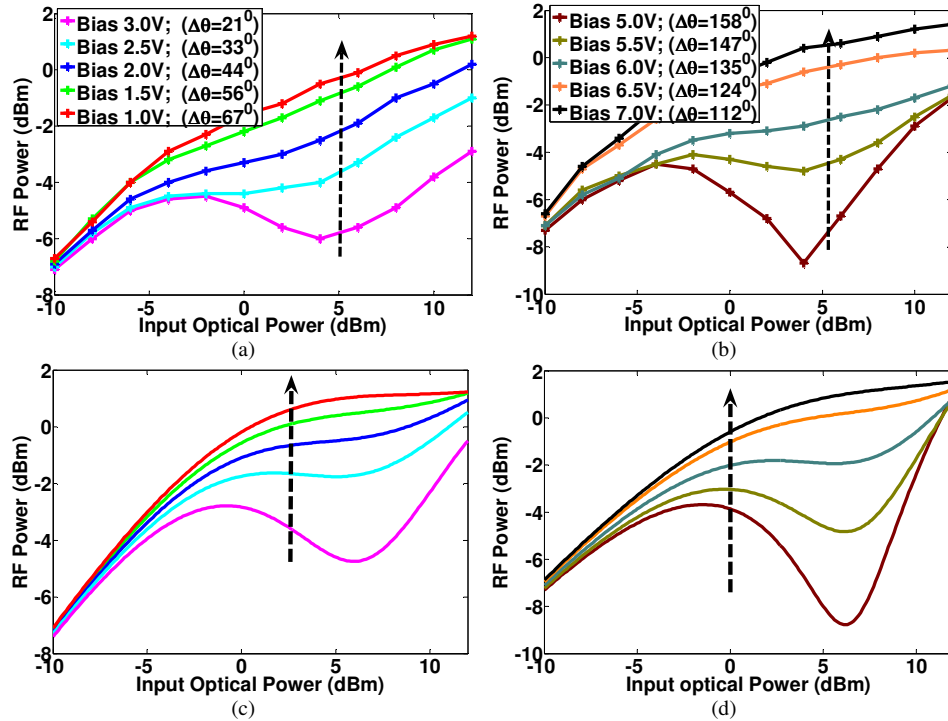 Bias 3.0V; (Δθ=21⁰)
Bias 2.5V; (Δθ=33⁰)
Bias 2.0V; (Δθ=44⁰)
Bias 1.5V; (Δθ=56⁰)
Bias 1.0V; (Δθ=67⁰)
2
0
-2
-4
-6
-8
RF Power (dBm)
-10
-5
0
5
10
Input Optical Power (dBm)
(a)
Bias 5.0V; (Δθ=158⁰)
Bias 5.5V; (Δθ=147⁰)
Bias 6.0V; (Δθ=135⁰)
Bias 6.5V; (Δθ=124⁰)
Bias 7.0V; (Δθ=112⁰)
2
0
-2
-4
-6
-8
-10
RF Power (dBm)
-10
-5
0
5
10
Input Optical Power (dBm)
(b)
2
0
-2
-4
-6
-8
RF Power (dBm)
-10
-5
0
5
10
Input Optical Power (dBm)
(c)
2
0
-2
-4
-6
-8
-10
RF Power (dBm)
-10
-5
0
5
10
Input optical Power (dBm)
(d)